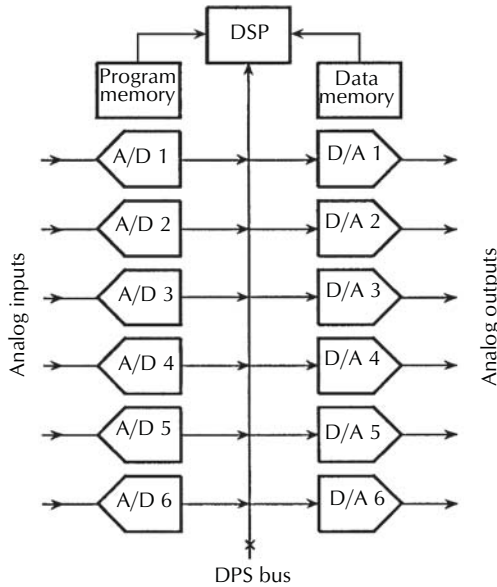 DSP
Program
memory
Data
memory
A/D 1
D/A 1
A/D 2
D/A 2
A/D 3
D/A 3
A/D 4
D/A 4
A/D 5
D/A 5
A/D 6
D/A 6
Analog inputs
Analog outputs
DPS bus